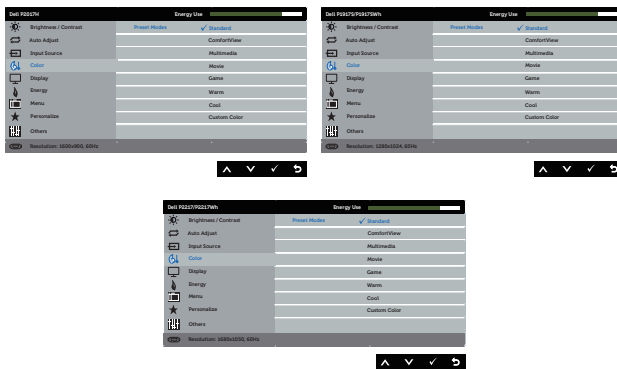 Dell P2017H Energy Use
Brightness / Contrast Preset Modes ✓ Standard
Auto Adjust ComfortView
Input Source Multimedia
Color Movie
Display Game
Energy Warm
Menu Cool
Personalize Custom Color
Others
Resolution: 1600x900, 60Hz
Dell P1917S/P1917SWh Energy Use
Brightness / Contrast Preset Modes ✓ Standard
Auto Adjust ComfortView
Input Source Multimedia
Color Movie
Display Game
Energy Warm
Menu Cool
Personalize Custom Color
Others
Resolution: 1280x1024, 60Hz
Dell P2217/P2217Wh Energy Use
Brightness / Contrast Preset Modes ✓ Standard
Auto Adjust ComfortView
Input Source Multimedia
Color Movie
Display Game
Energy Warm
Menu Cool
Personalize Custom Color
Others
Resolution: 1680x1050, 60Hz